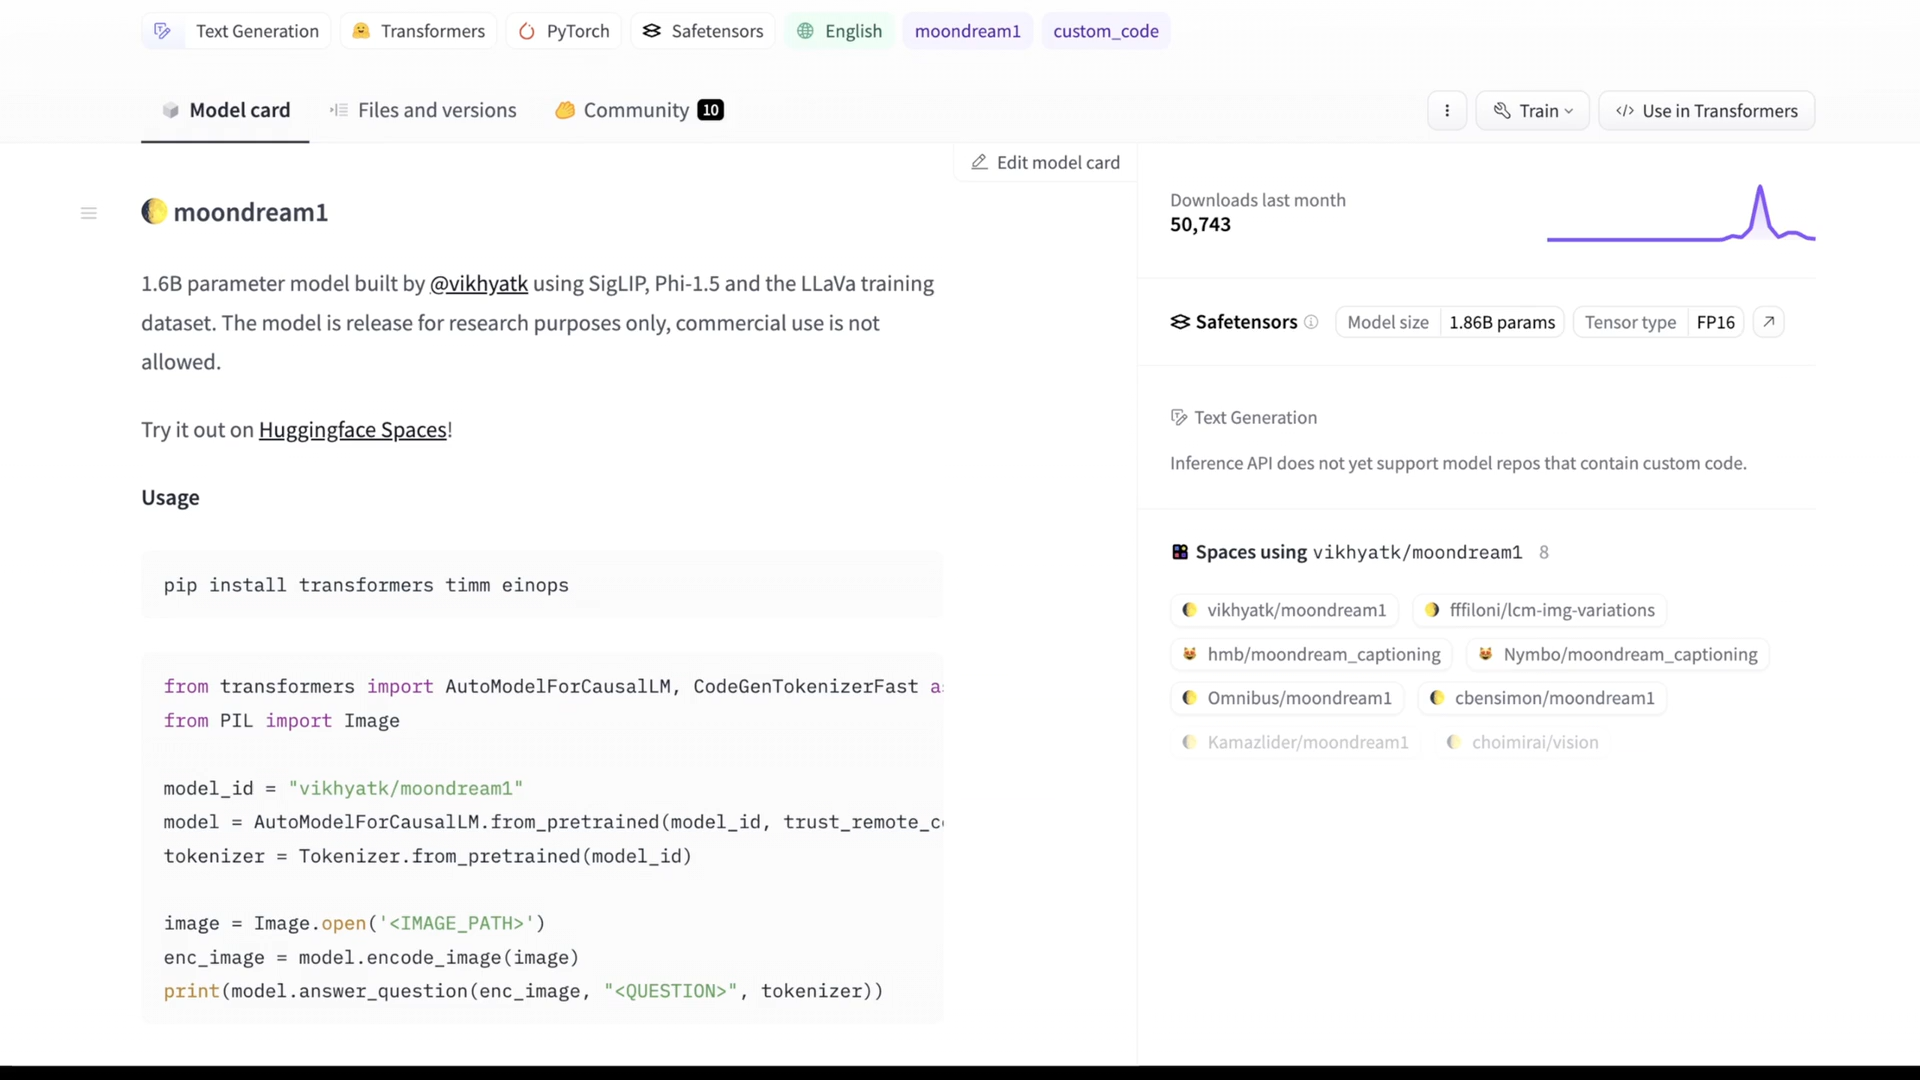 Text Generation Transformers PyTorch Safetensors English moondream1 custom_code
Model card Files and versions Community 10 Train Use in Transformers
Edit model card
moondream1
1.6B parameter model built by @vikhyatk using SigLIP, Phi-1.5 and the LLaVa training
dataset. The model is release for research purposes only, commercial use is not
allowed.
Try it out on Huggingface Spaces!
Usage
pip install transformers timm einops
from transformers import AutoModelForCausalLM, CodeGenTokenizerFast as
from PIL import Image
model_id = "vikhyatk/moondream1"
model = AutoModelForCausalLM.from_pretrained(model_id, trust_remote_co
tokenizer = Tokenizer.from_pretrained(model_id)
image = Image.open('<IMAGE_PATH>')
enc_image = model.encode_image(image)
print(model.answer_question(enc_image, "<QUESTION>", tokenizer))
Downloads last month
50,743
Safetensors Model size 1.86B params Tensor type FP16
Text Generation
Inference API does not yet support model repos that contain custom code.
Spaces using vikhyatk/moondream1 8
vikhyatk/moondream1 fffiloni/lcm-img-variations
hmb/moondream_captioning Nymbo/moondream_captioning
Omnibus/moondream1 cbensimon/moondream1
Kamazlider/moondream1 choimirai/vision